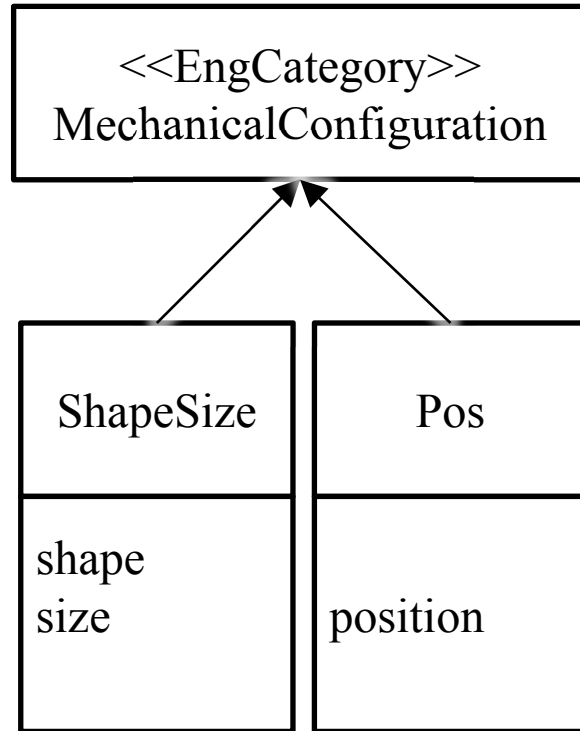 <<EngCategory>>
MechanicalConfiguration
ShapeSize
Pos
shape
size
position